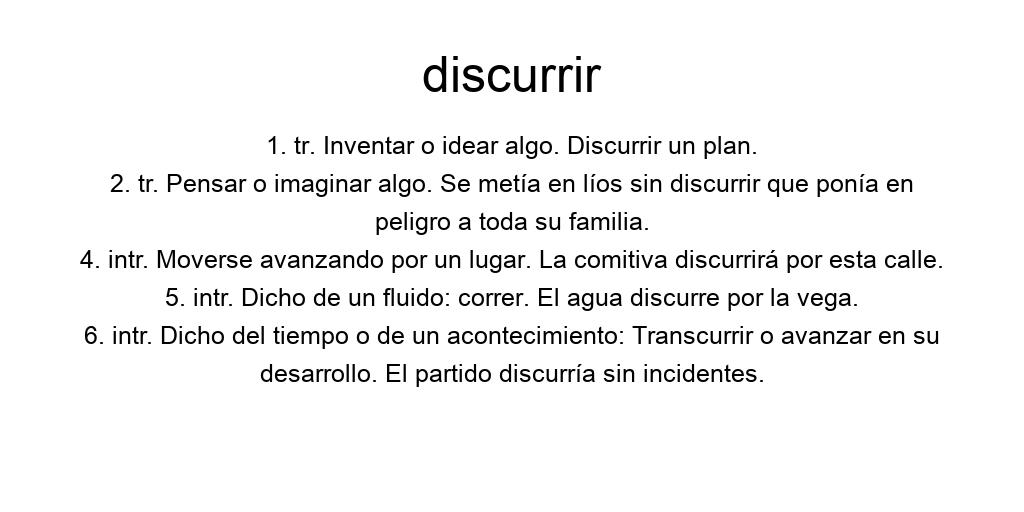 discurrir
1. tr. Inventar o idear algo. Discurrir un plan.
2. tr. Pensar o imaginar algo. Se metía en líos sin discurrir que ponía en
peligro a toda su familia.
4. intr. Moverse avanzando por un lugar. La comitiva discurrirá por esta calle.
5. intr. Dicho de un fluido: correr. El agua discurre por la vega.
6. intr. Dicho del tiempo o de un acontecimiento: Transcurrir o avanzar en su
desarrollo. El partido discurría sin incidentes.